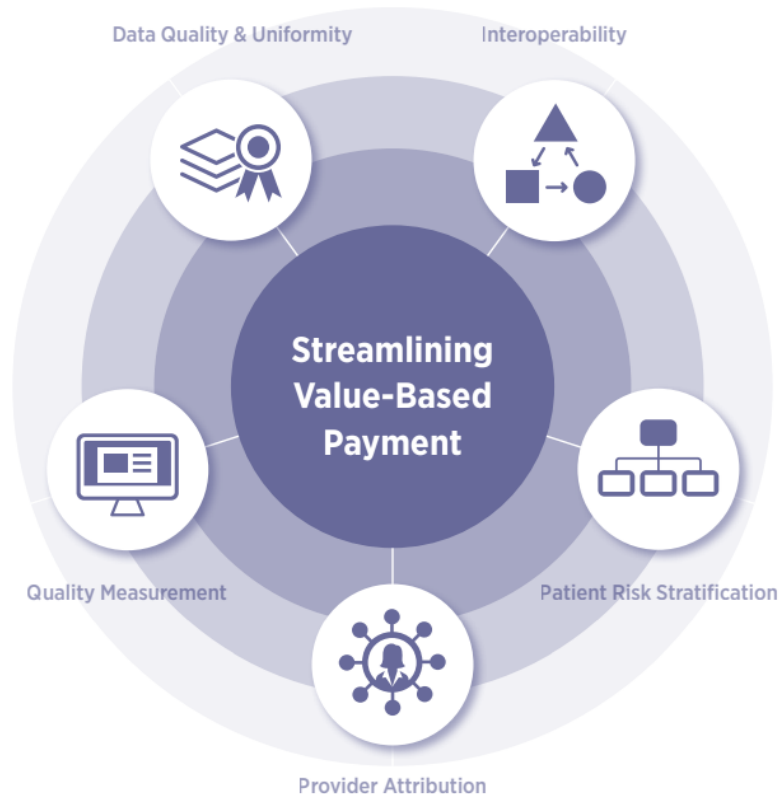 Data Quality & Uniformity
Interoperability
Streamlining
Value-Based
Payment
Quality Measurement
Patient Risk Stratification
Provider Attribution